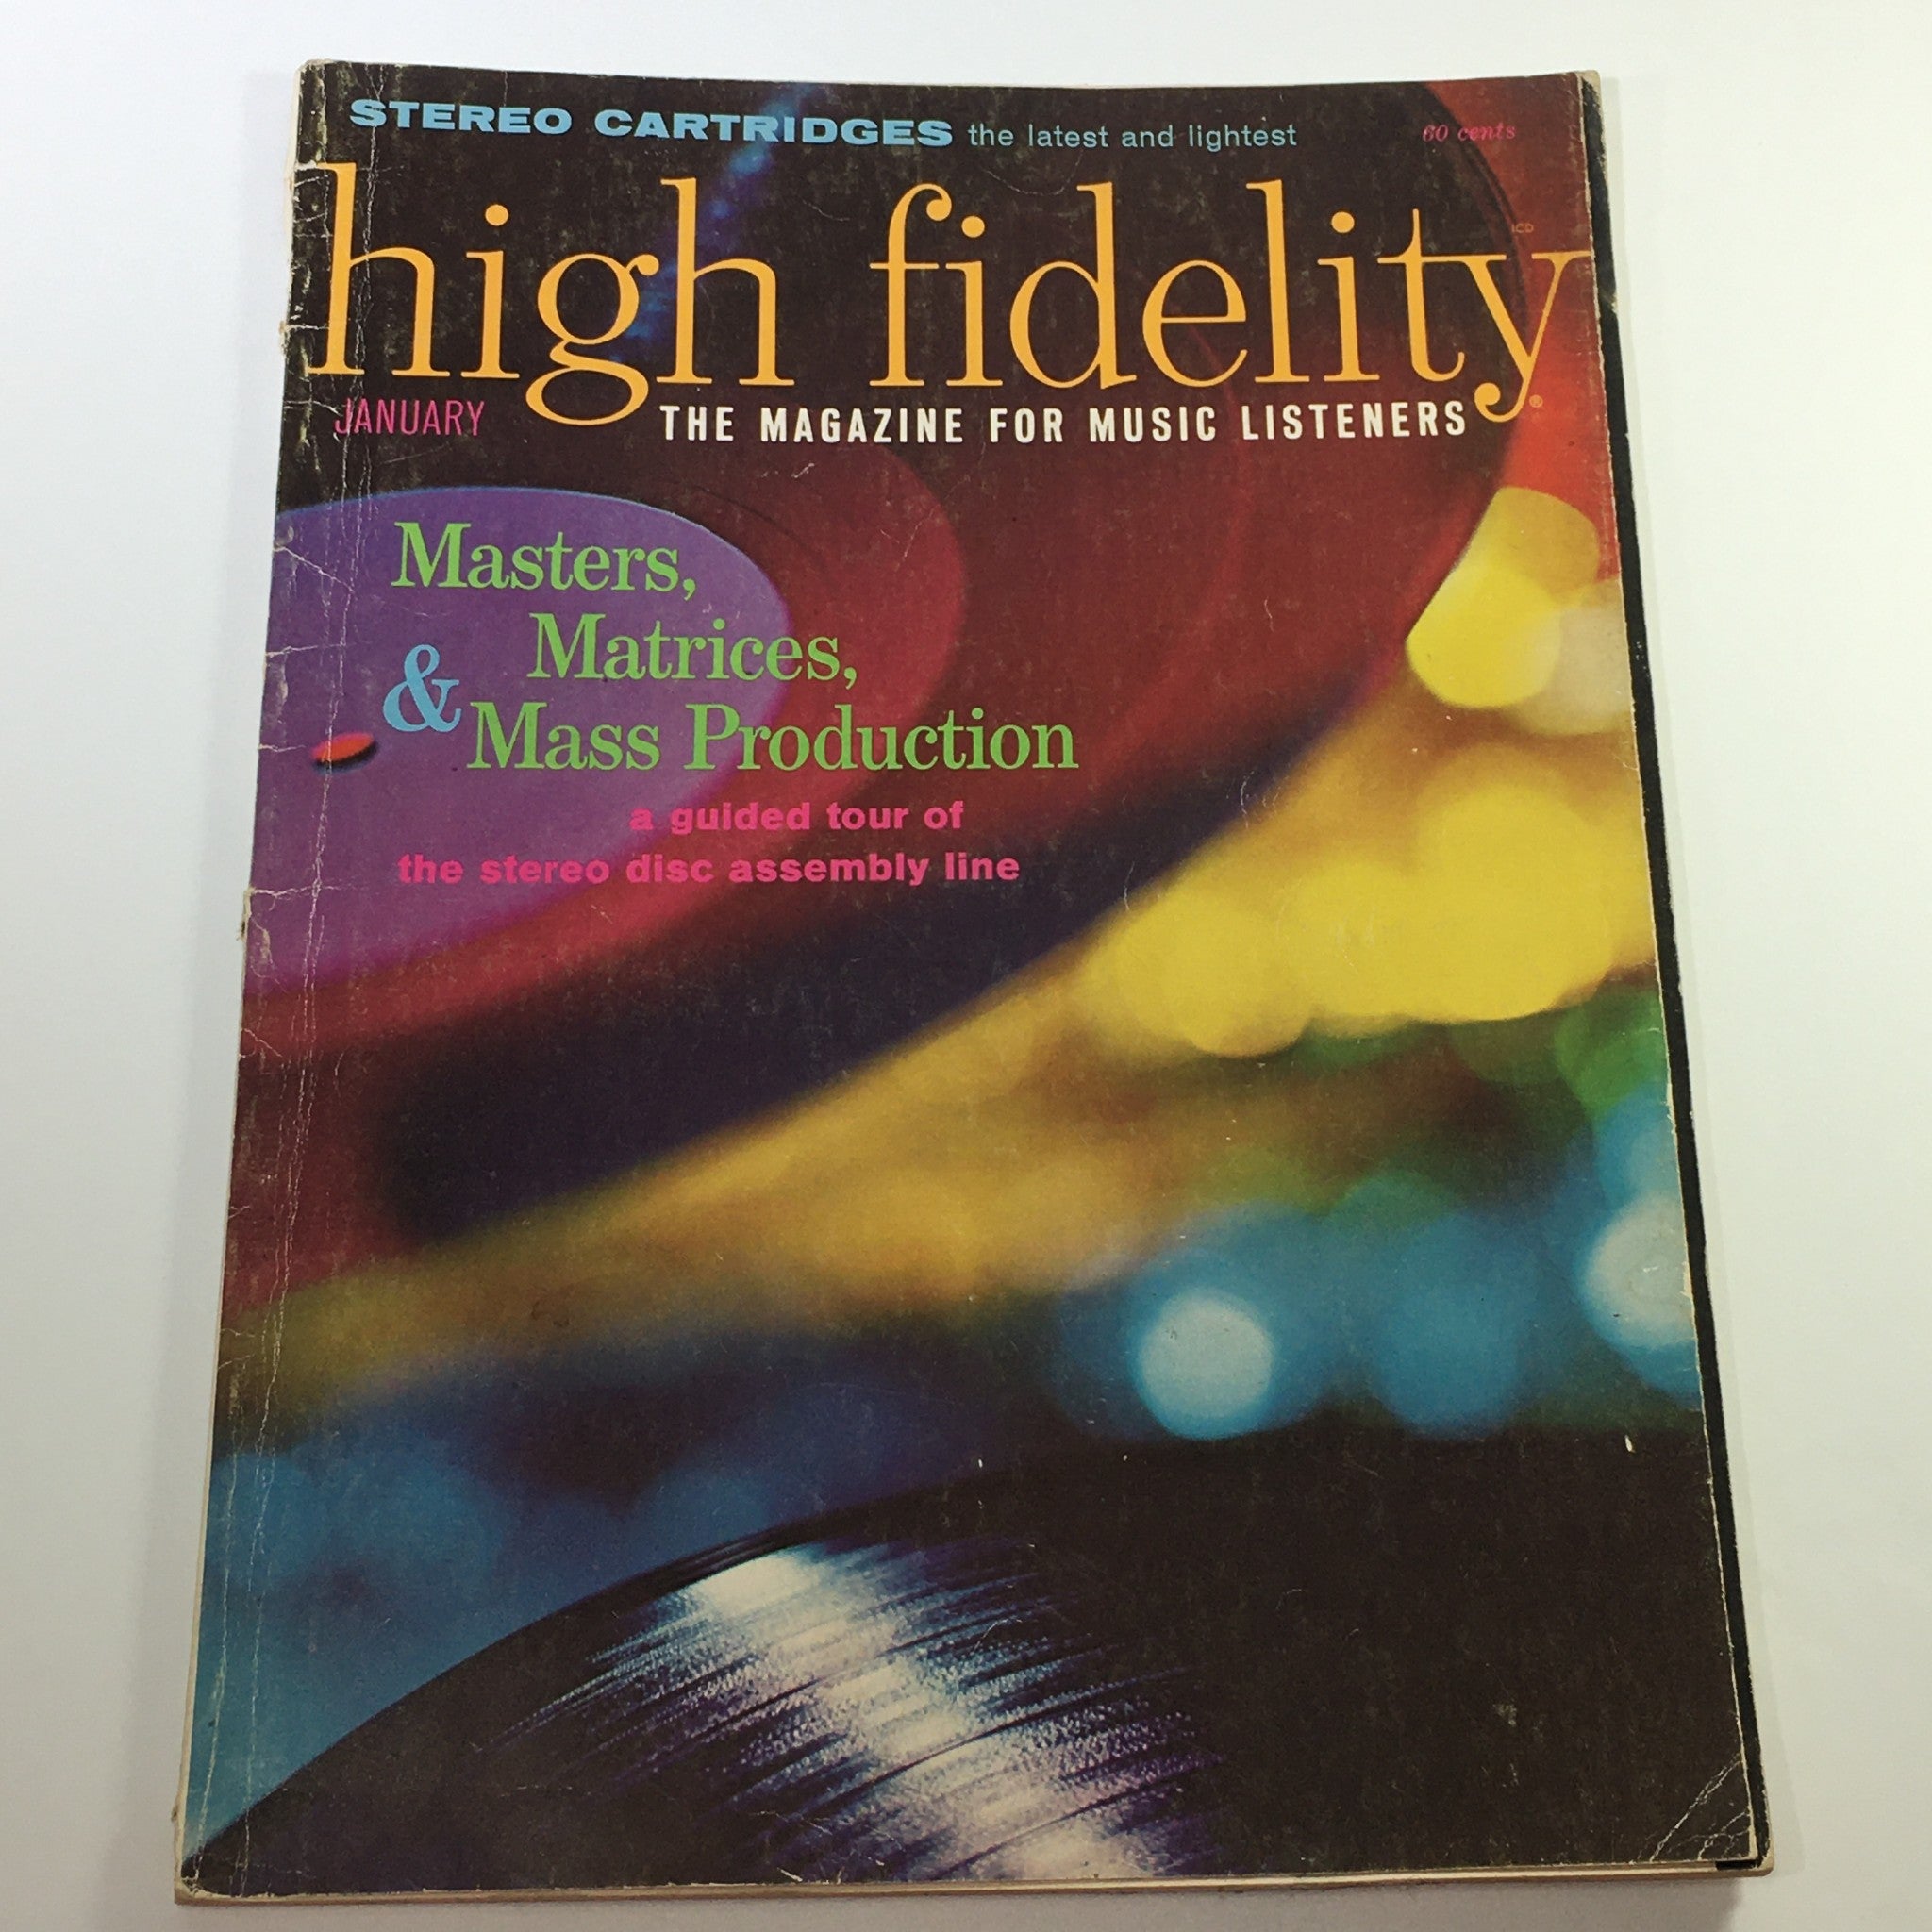 STEREO CARTRIDGES the latest and lightest
60 cents
ICD
high fidelity®
JANUARY
THE MAGAZINE FOR MUSIC LISTENERS
Masters,
Matrices,
& Mass Production
a guided tour of
the stereo disc assembly line